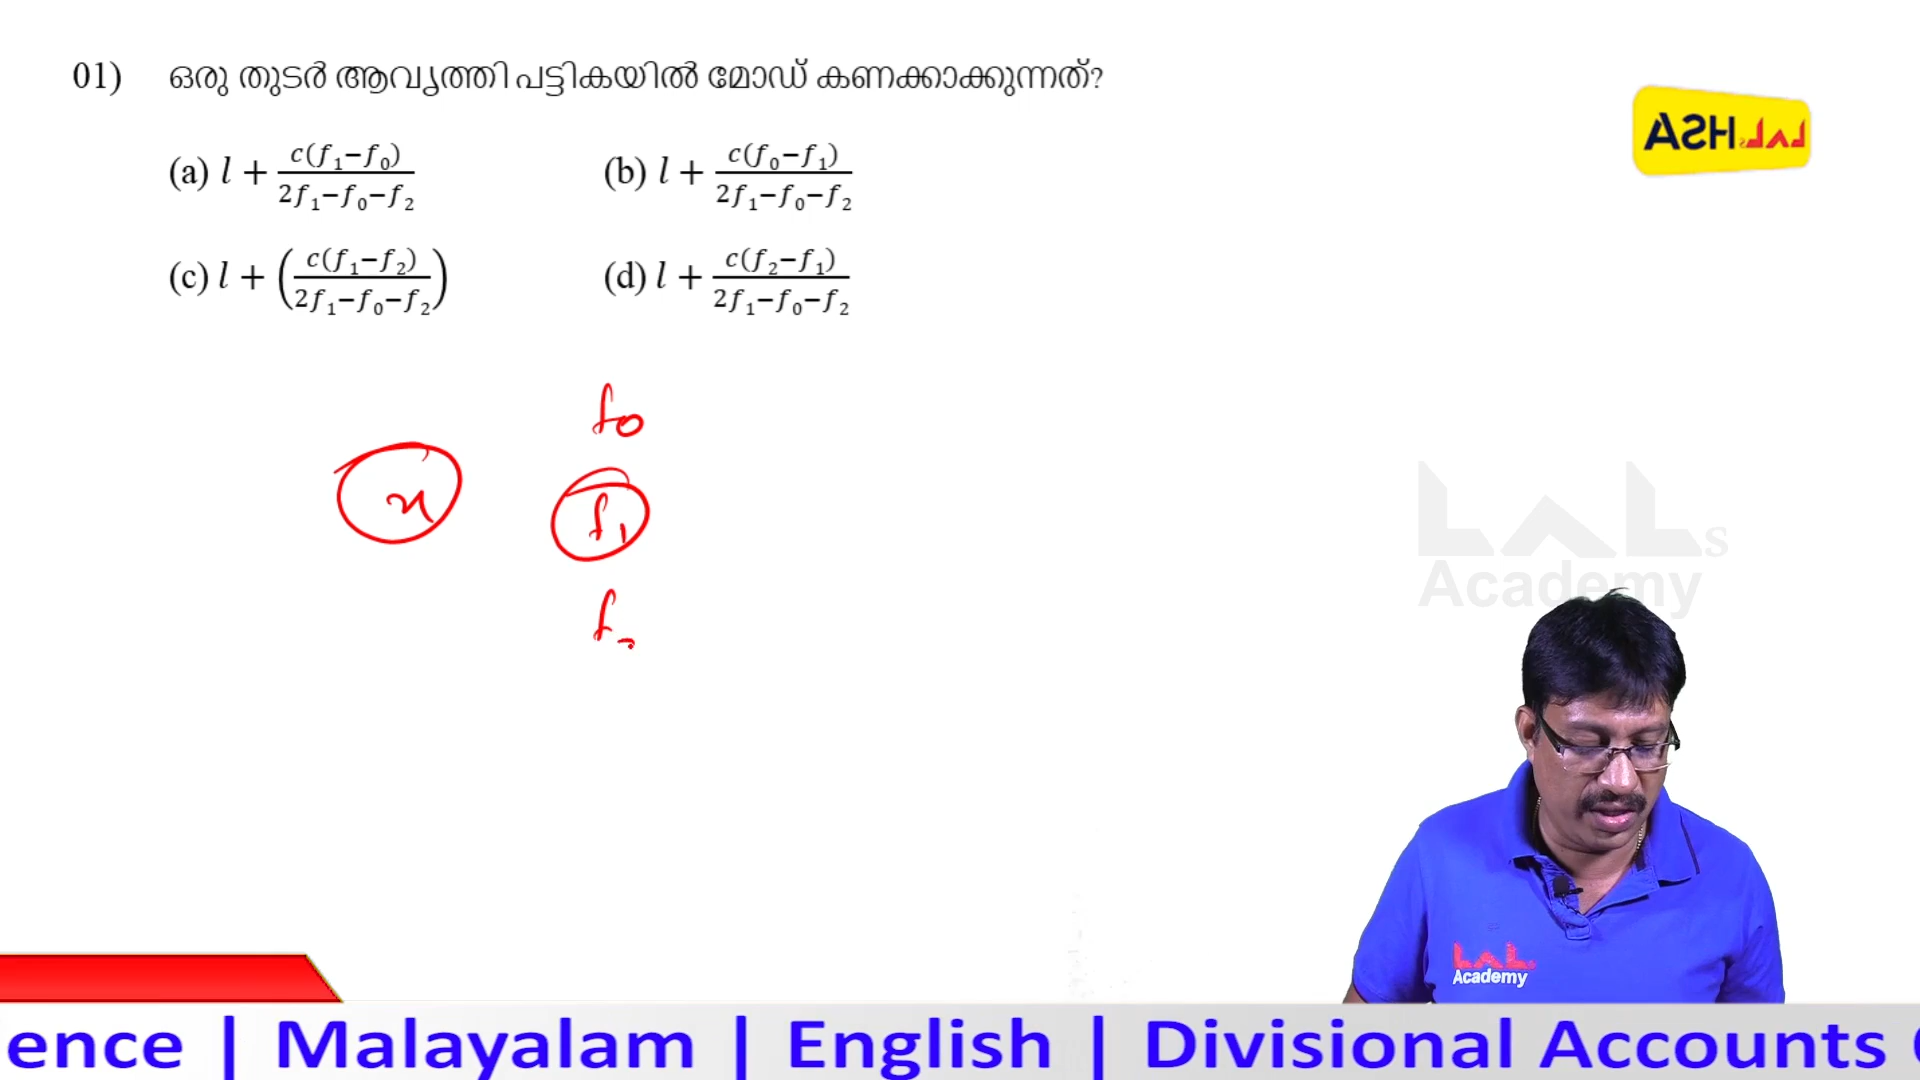 01) ഒരു തുടർ ആവൃത്തി പട്ടികയിൽ മോഡ് കണക്കാക്കുന്നത്?
(a) l + c(f₁−f₀) / 2f₁−f₀−f₂ (b) l + c(f₀−f₁) / 2f₁−f₀−f₂
(c) l + (c(f₁−f₂) / 2f₁−f₀−f₂) (d) l + c(f₂−f₁) / 2f₁−f₀−f₂
f0
x f1
f
LALs
Academy
LAL
Academy
ence | Malayalam | English | Divisional Accounts